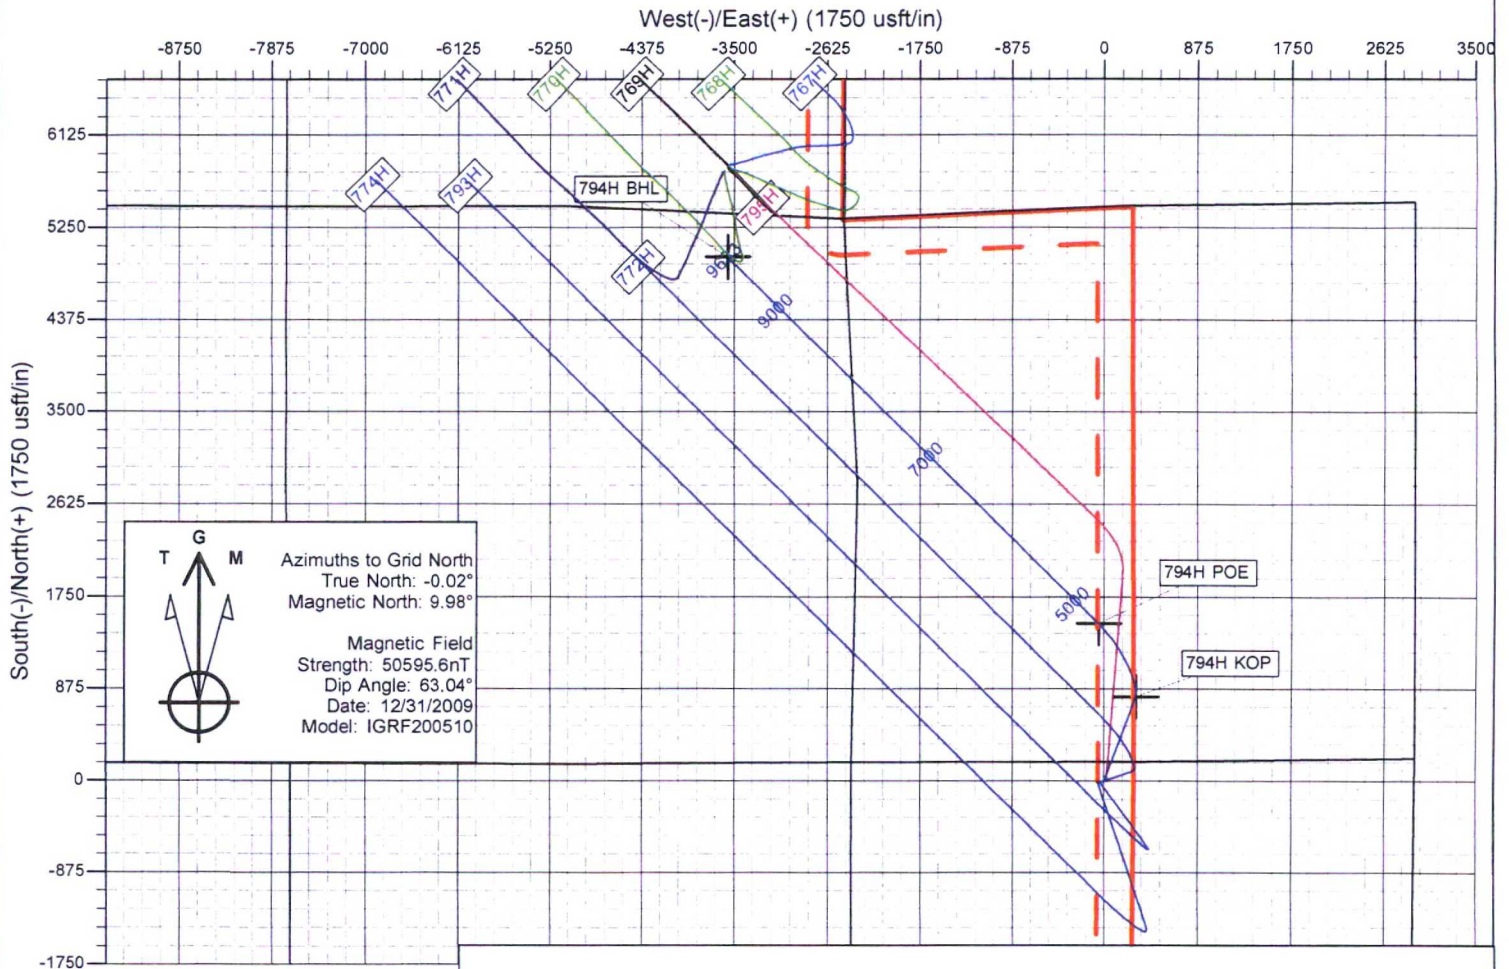 West(-)/East(+) (1750 usft/in)
-8750 -7875 -7000 -6125 -5250 -4375 -3500 -2625 -1750 -875 0 875 1750 2625 3500
771H 770H 769H 768H 767H
6125
774H 793H 794H BHL 795H
5250
772H
9000
4375
South(-)/North(+) (1750 usft/in)
3500
7000
2625
G
T M
Azimuths to Grid North
True North: -0.02°
Magnetic North: 9.98°
Magnetic Field
Strength: 50595.6nT
Dip Angle: 63.04°
Date: 12/31/2009
Model: IGRF200510
794H POE
1750
5000
794H KOP
875
0
-875
-1750